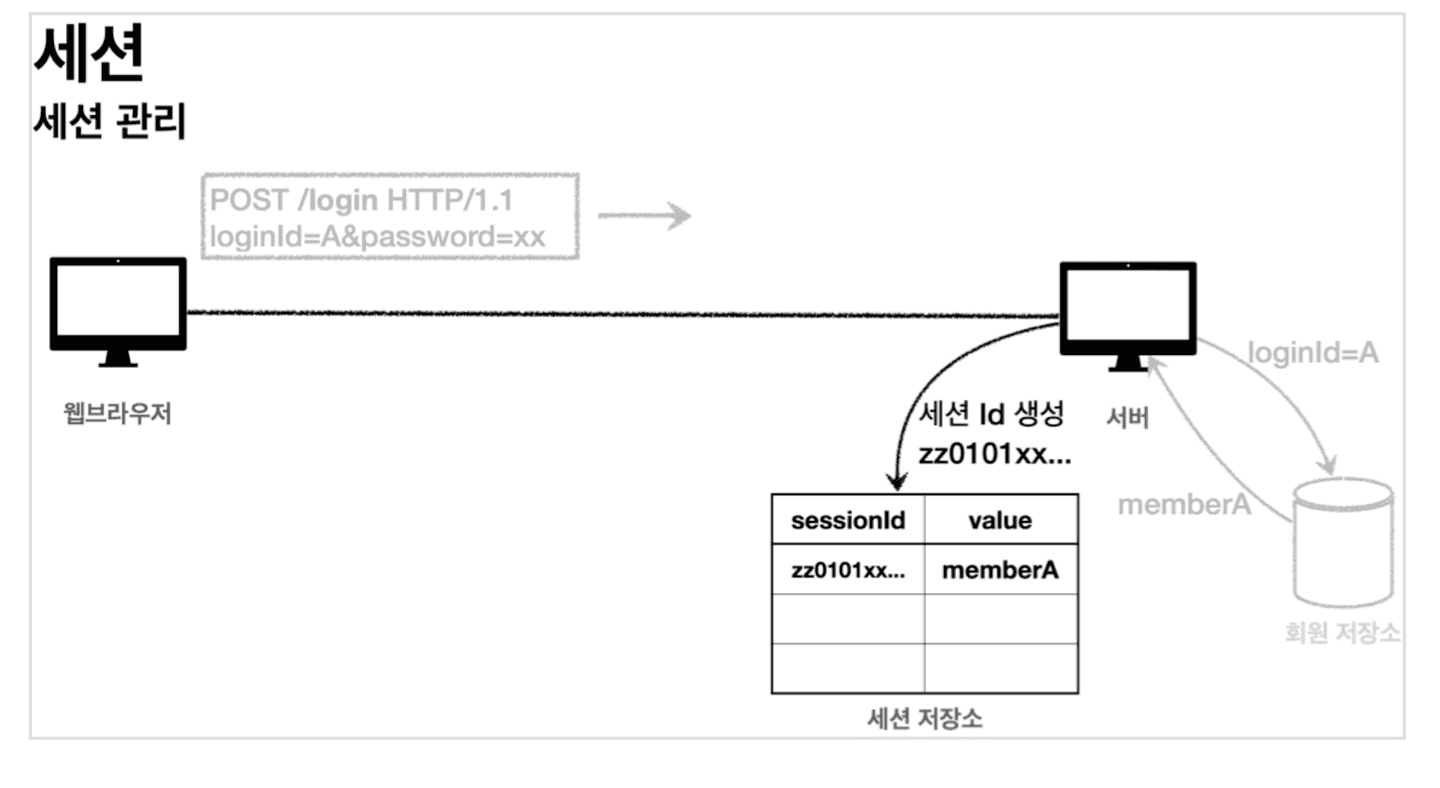 세션
세션 관리
POST /login HTTP/1.1
loginId=A&password=xx
웹브라우저
서버
loginId=A
memberA
회원 저장소
세션 Id 생성
zz0101xx...
sessionId value
zz0101xx... memberA
세션 저장소